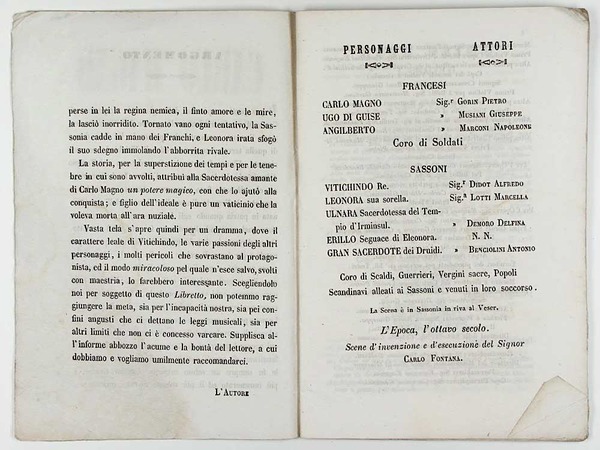 perse in lei la regina nemica, il finto amore e le mire,
la lasciò inorridito. Tornato vano ogni tentativo, la Sas-
sonia cadde in mano dei Franchi, e Leonora irata sfogò
il suo sdegno immolando l'abborrita rivale.
La storia, per la superstizione dei tempi e per le tene-
bre in cui sono avvolti, attribuì alla Sacerdotessa amante
di Carlo Magno un potere magico, con che lo ajutò alla
conquista; e figlio dell'ideale è pure un vaticinio che la
voleva morta all'ara nuziale.
Vasta tela s'apre quindi per un dramma, dove il
carattere leale di Vitichindo, le varie passioni degli altri
personaggi, i molti pericoli che sovrastano al protago-
nista, ed il modo miracoloso pel quale n'esce salvo, svolti
con maestria, lo farebbero interessante. Scegliendolo
noi per soggetto di questo Libretto, non potemmo rag-
giungere la meta, sia per l'incapacità nostra, sia pei con-
fini angusti che ci dettano le leggi musicali, sia per
altri limiti che non ci è concesso varcare. Supplisca al-
l'informe abbozzo l'acume e la bontà del lettore, a cui
dobbiamo e vogliamo umilmente raccomandarci.
L'Autore
PERSONAGGI ATTORI
FRANCESI
CARLO MAGNO Sig.r Gorin Pietro
UGO DI GUISE » Musiani Giuseppe
ANGILBERTO » Marconi Napoleone
Coro di Soldati
SASSONI
VITICHINDO Re. Sig.r Didot Alfredo
LEONORA sua sorella. Sig.a Lotti Marcella
ULNARA Sacerdotessa del Tem-
pio d'Irminsul. » Demoro Delfina
ERILLO Seguace di Eleonora. N. N.
GRAN SACERDOTE dei Druidi. » Benciolini Antonio
Coro di Scaldi, Guerrieri, Vergini sacre, Popoli
Scandinavi alleati ai Sassoni e venuti in loro soccorso.
La Scena è in Sassonia in riva al Veser.
L'Epoca, l'ottavo secolo.
Scene d'invenzione e d'esecuzione del Signor
Carlo Fontana.